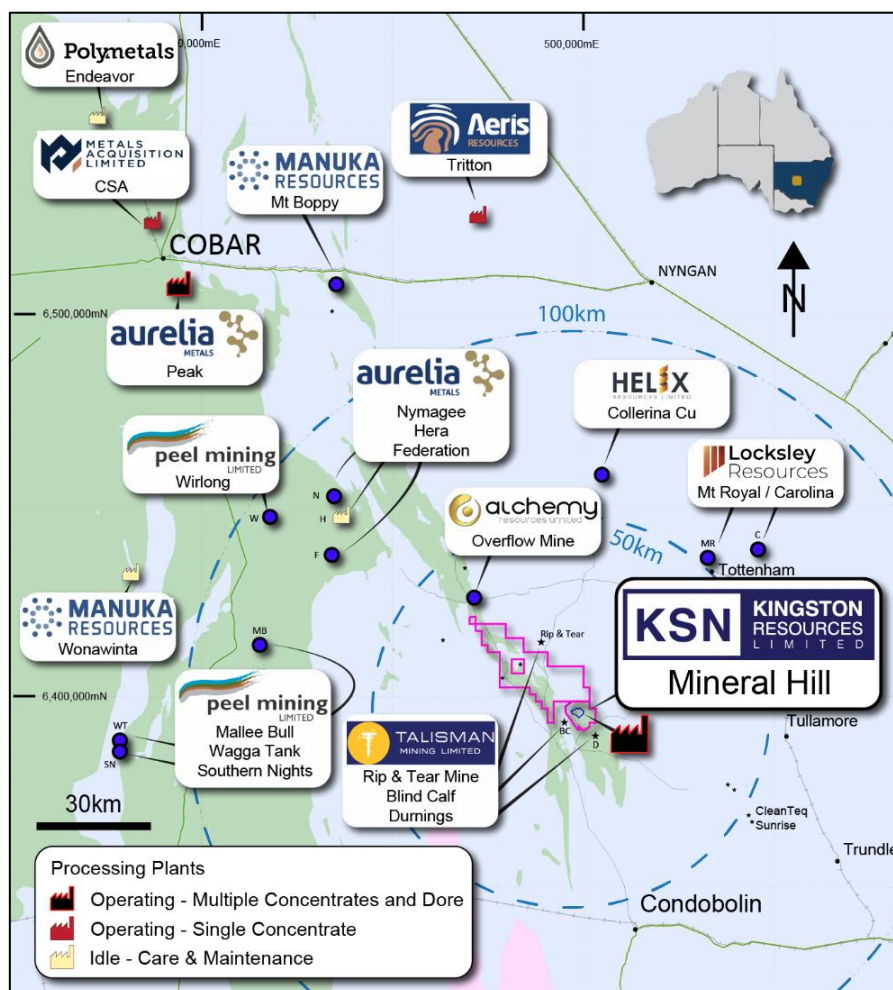 ,000mE
500,000mE
Polymetals
Endeavor
METALS
ACQUISITION
LIMITED
CSA
MANUKA
RESOURCES
Mt Boppy
Aeris
RESOURCES
Tritton
COBAR
NYNGAN
N
6,500,000mN
100km
aurelia
METALS
Peak
aurelia
METALS
Nymagee
Hera
Federation
HELIX
RESOURCES LIMITED
Collerina Cu
peel mining
LIMITED
Wirlong
Locksley
Resources
Mt Royal / Carolina
alchemy
resources limited
Overflow Mine
N
W
H
F
50km
MR
C
Tottenham
MANUKA
RESOURCES
Wonawinta
KSN
KINGSTON
RESOURCES
LIMITED
Mineral Hill
MB
Rip & Tear
6,400,000mN
peel mining
LIMITED
Mallee Bull
Wagga Tank
Southern Nights
WT
SN
TALISMAN
MINING LIMITED
Rip & Tear Mine
Blind Calf
Durnings
BC
D
Tullamore
30km
CleanTeq
Sunrise
Trundle
Condobolin
Processing Plants
Operating - Multiple Concentrates and Dore
Operating - Single Concentrate
Idle - Care & Maintenance